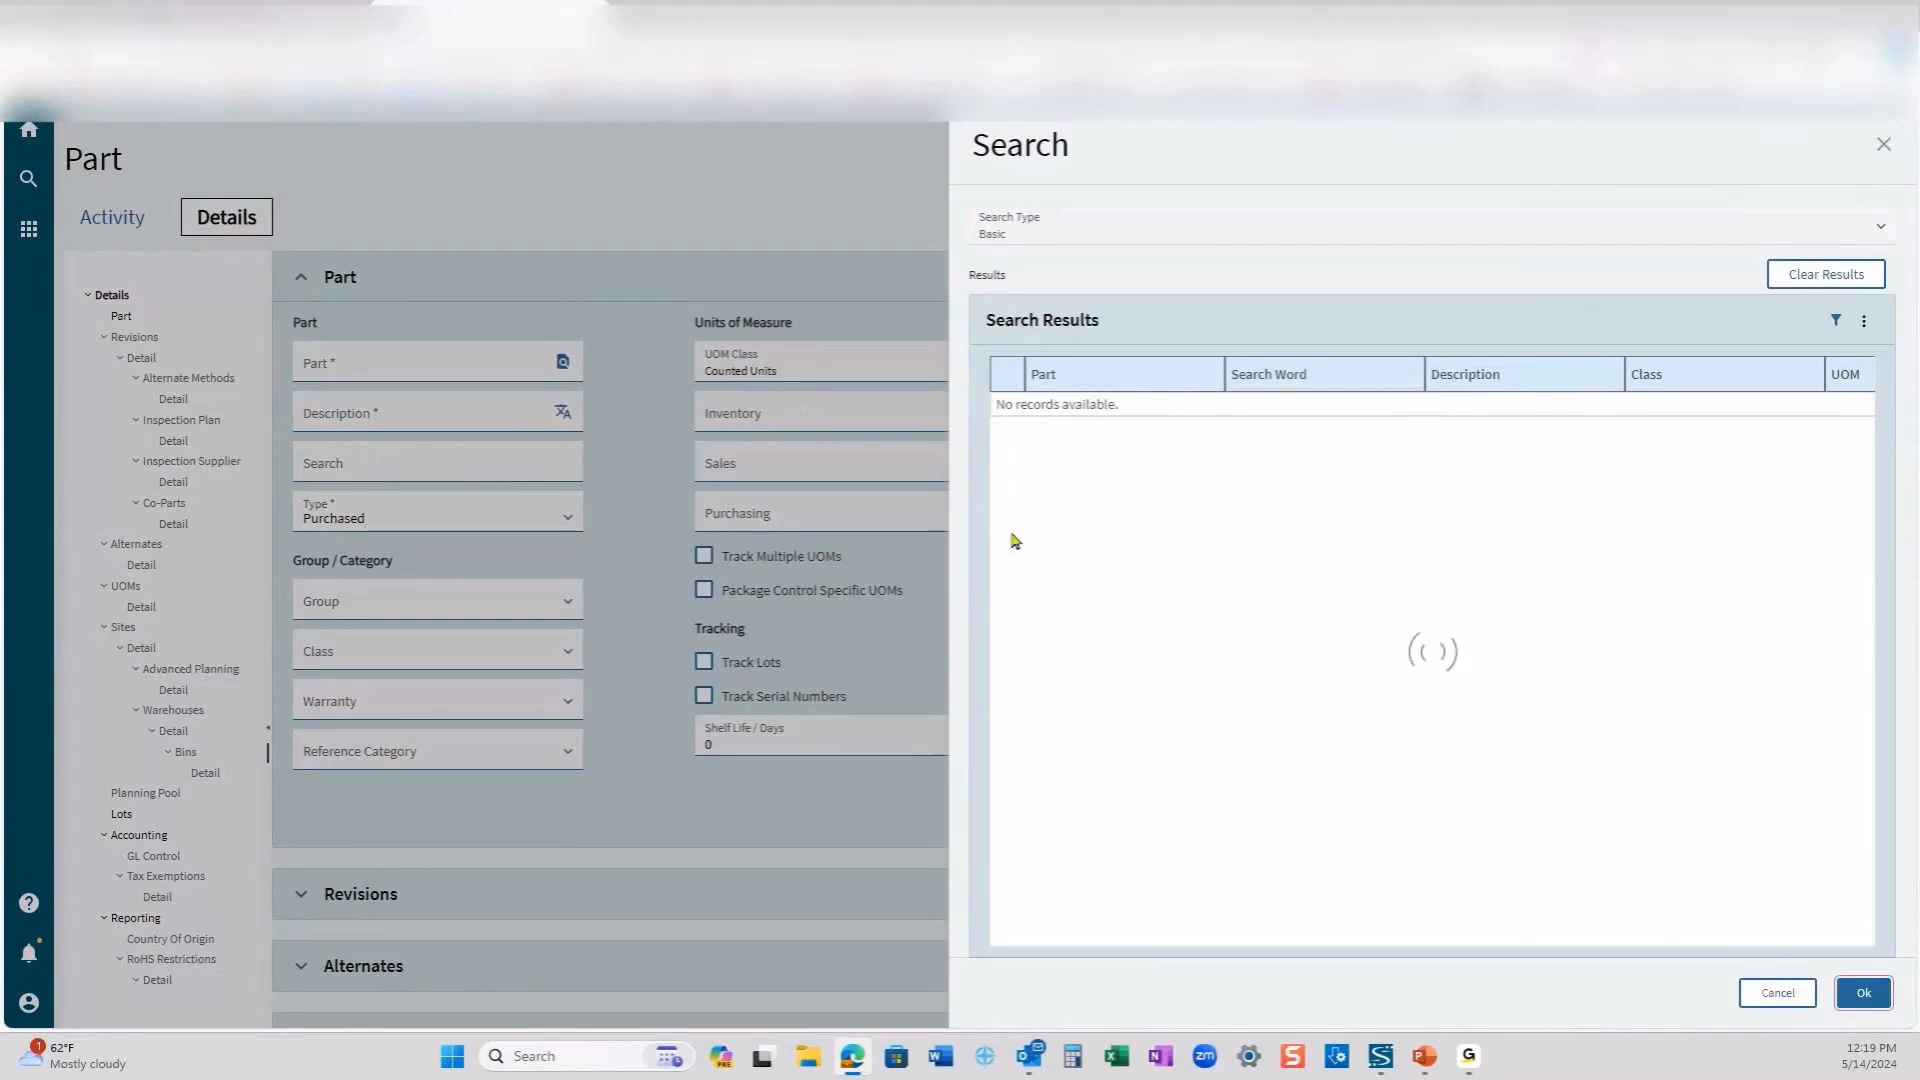 Part
Activity
Details
Details
Part
Revisions
Detail
Alternate Methods
Detail
Inspection Plan
Detail
Inspection Supplier
Detail
Co-Parts
Detail
Alternates
Detail
UOMs
Detail
Sites
Detail
Advanced Planning
Detail
Warehouses
Detail
Bins
Detail
Planning Pool
Lots
Accounting
GL Control
Tax Exemptions
Detail
Reporting
Country Of Origin
RoHS Restrictions
Detail
Part
Part
Part *
Description *
Search
Type *
Purchased
Group / Category
Group
Class
Warranty
Reference Category
Units of Measure
UOM Class
Counted Units
Inventory
Sales
Purchasing
Track Multiple UOMs
Package Control Specific UOMs
Tracking
Track Lots
Track Serial Numbers
Shelf Life / Days
0
Revisions
Alternates
Search
Search Type
Basic
Results
Clear Results
Search Results
Part Search Word Description Class UOM
No records available.
Cancel
Ok
1
62°F
Mostly cloudy
Search
PRE
zm
12:19 PM
5/14/2024